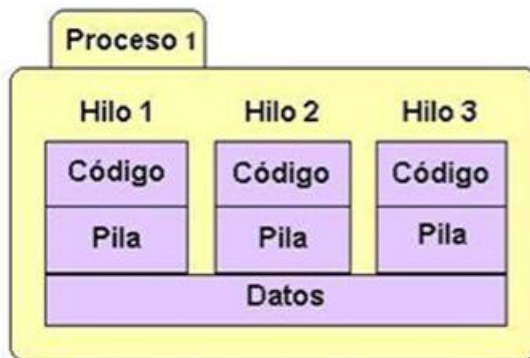 Proceso 1
Hilo 1 Hilo 2 Hilo 3
Código Código Código
Pila Pila Pila
Datos